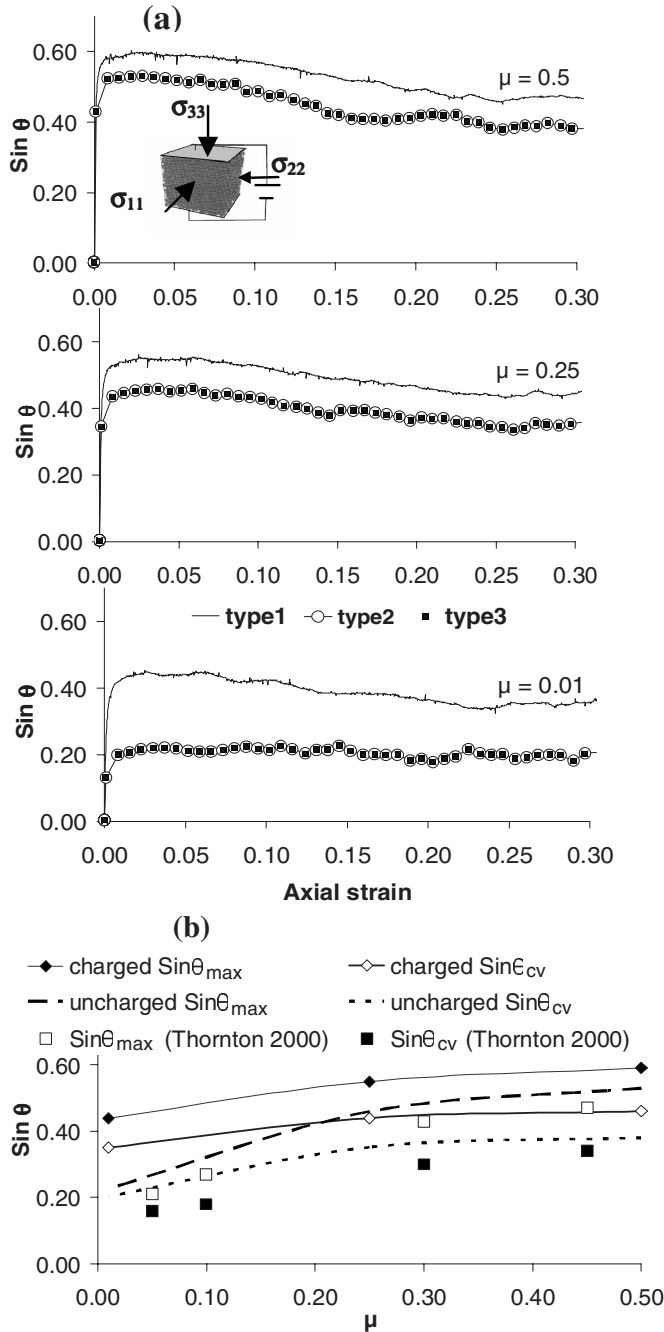 (a)
0.60
0.40
0.20
0.00
Sin θ
μ = 0.5
σ33
σ22
σ11
0.00 0.05 0.10 0.15 0.20 0.25 0.30
0.60
0.40
0.20
0.00
Sin θ
μ = 0.25
0.00 0.05 0.10 0.15 0.20 0.25 0.30
type1 type2 type3
0.60
0.40
0.20
0.00
Sin θ
μ = 0.01
0.00 0.05 0.10 0.15 0.20 0.25 0.30
Axial strain
(b)
charged Sinθmax charged Sinθcv
uncharged Sinθmax uncharged Sinθcv
Sinθmax (Thornton 2000) Sinθcv (Thornton 2000)
0.60
0.40
0.20
0.00
Sin θ
0.00 0.10 0.20 0.30 0.40 0.50
μ